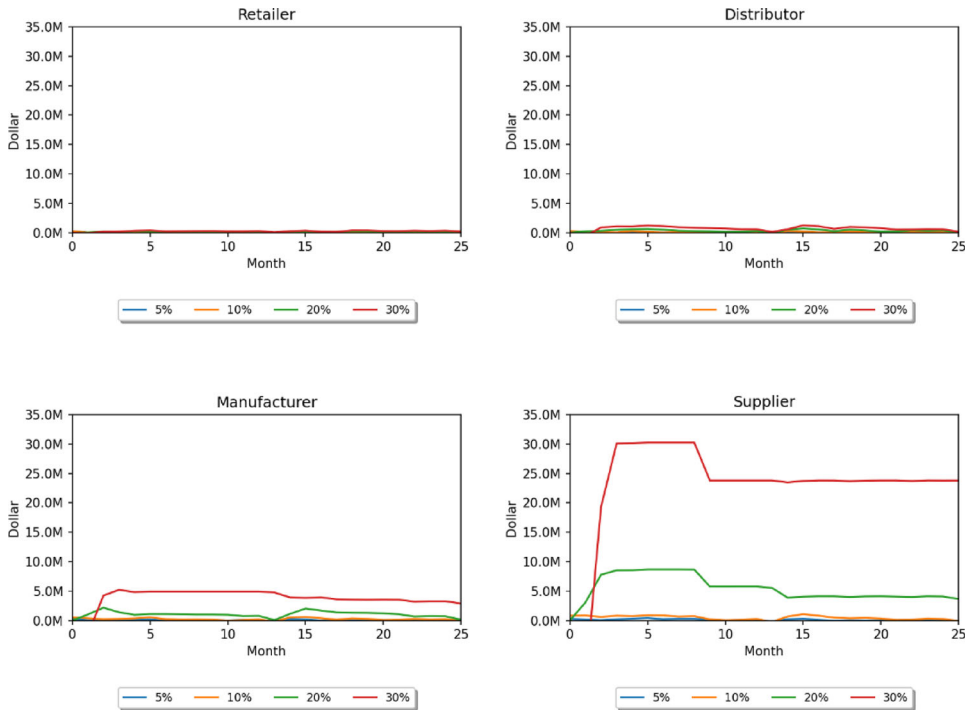 Retailer
35.0M
30.0M
25.0M
20.0M
15.0M
10.0M
5.0M
0.0M
Dollar
0 5 10 15 20 25
Month
5% 10% 20% 30%
Distributor
35.0M
30.0M
25.0M
20.0M
15.0M
10.0M
5.0M
0.0M
Dollar
0 5 10 15 20 25
Month
5% 10% 20% 30%
Manufacturer
35.0M
30.0M
25.0M
20.0M
15.0M
10.0M
5.0M
0.0M
Dollar
0 5 10 15 20 25
Month
5% 10% 20% 30%
Supplier
35.0M
30.0M
25.0M
20.0M
15.0M
10.0M
5.0M
0.0M
Dollar
0 5 10 15 20 25
Month
5% 10% 20% 30%